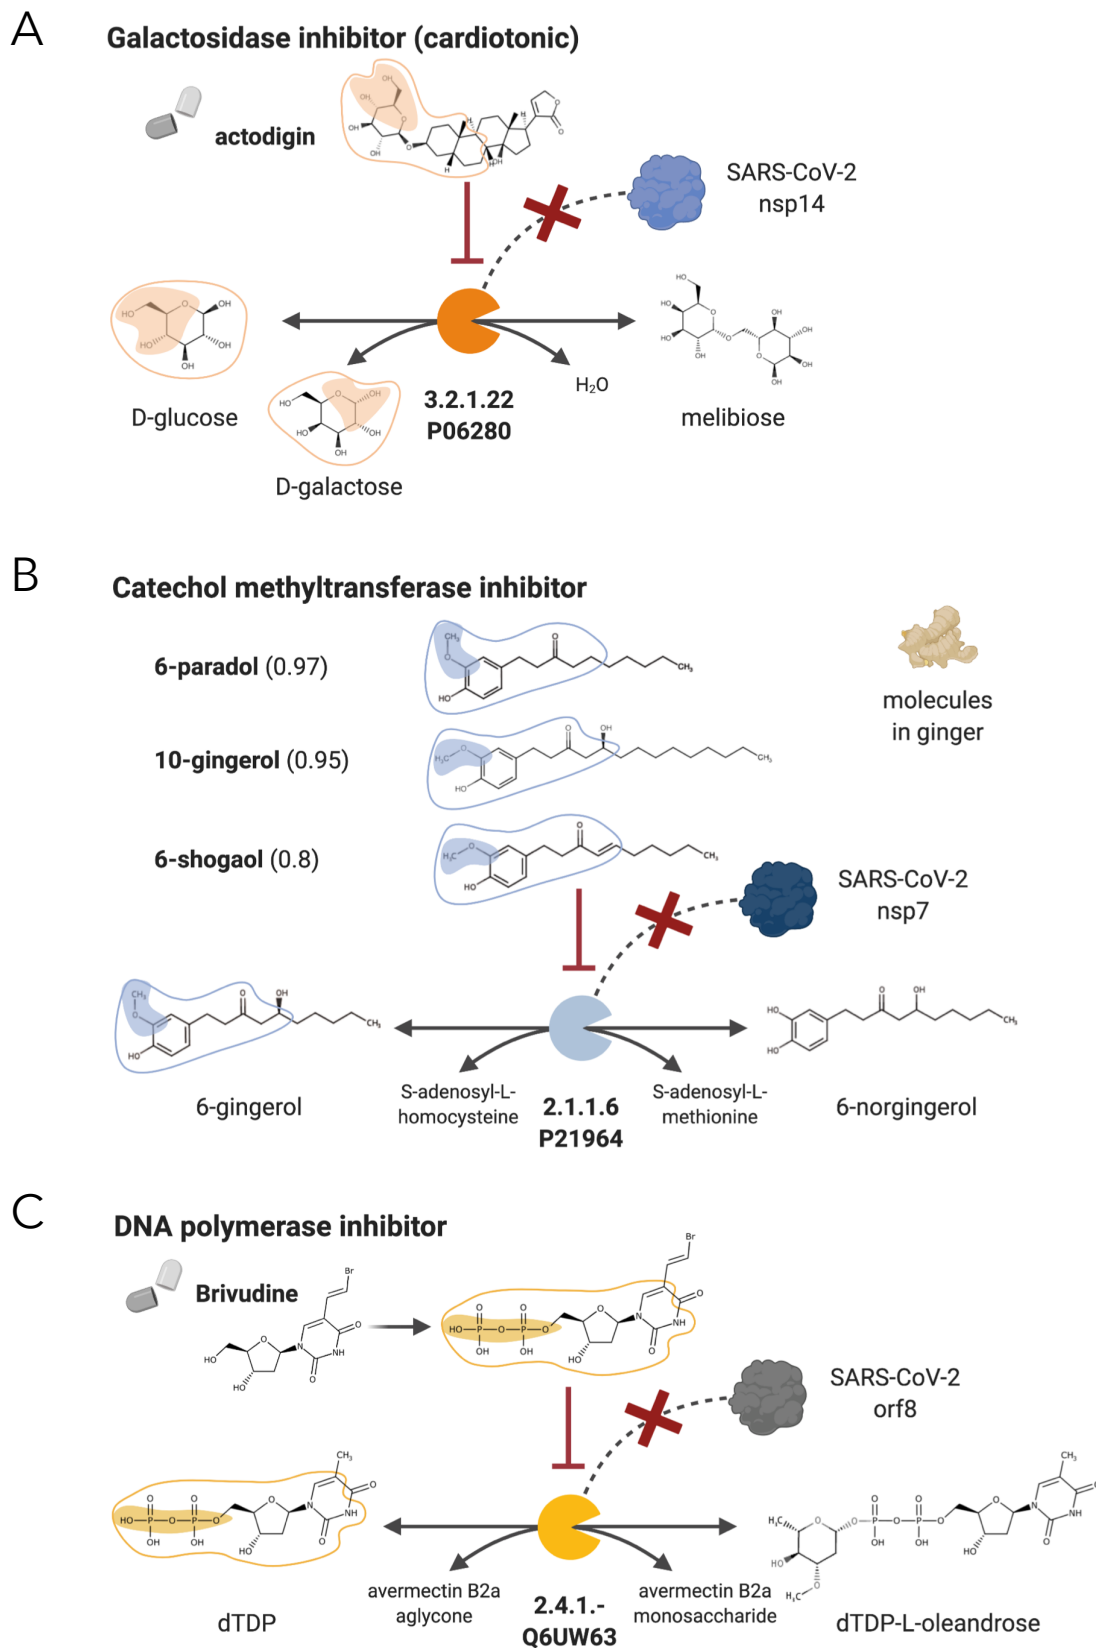 A
Galactosidase inhibitor (cardiotonic)
actodigin
SARS-CoV-2
nsp14
D-glucose
D-galactose
3.2.1.22
P06280
H₂O
melibiose
B
Catechol methyltransferase inhibitor
6-paradol (0.97)
10-gingerol (0.95)
6-shogaol (0.8)
molecules
in ginger
SARS-CoV-2
nsp7
6-gingerol
S-adenosyl-L-
homocysteine
2.1.1.6
P21964
S-adenosyl-L-
methionine
6-norgingerol
C
DNA polymerase inhibitor
Brivudine
SARS-CoV-2
orf8
dTDP
avermectin B2a
aglycone
2.4.1.-
Q6UW63
avermectin B2a
monosaccharide
dTDP-L-oleandrose